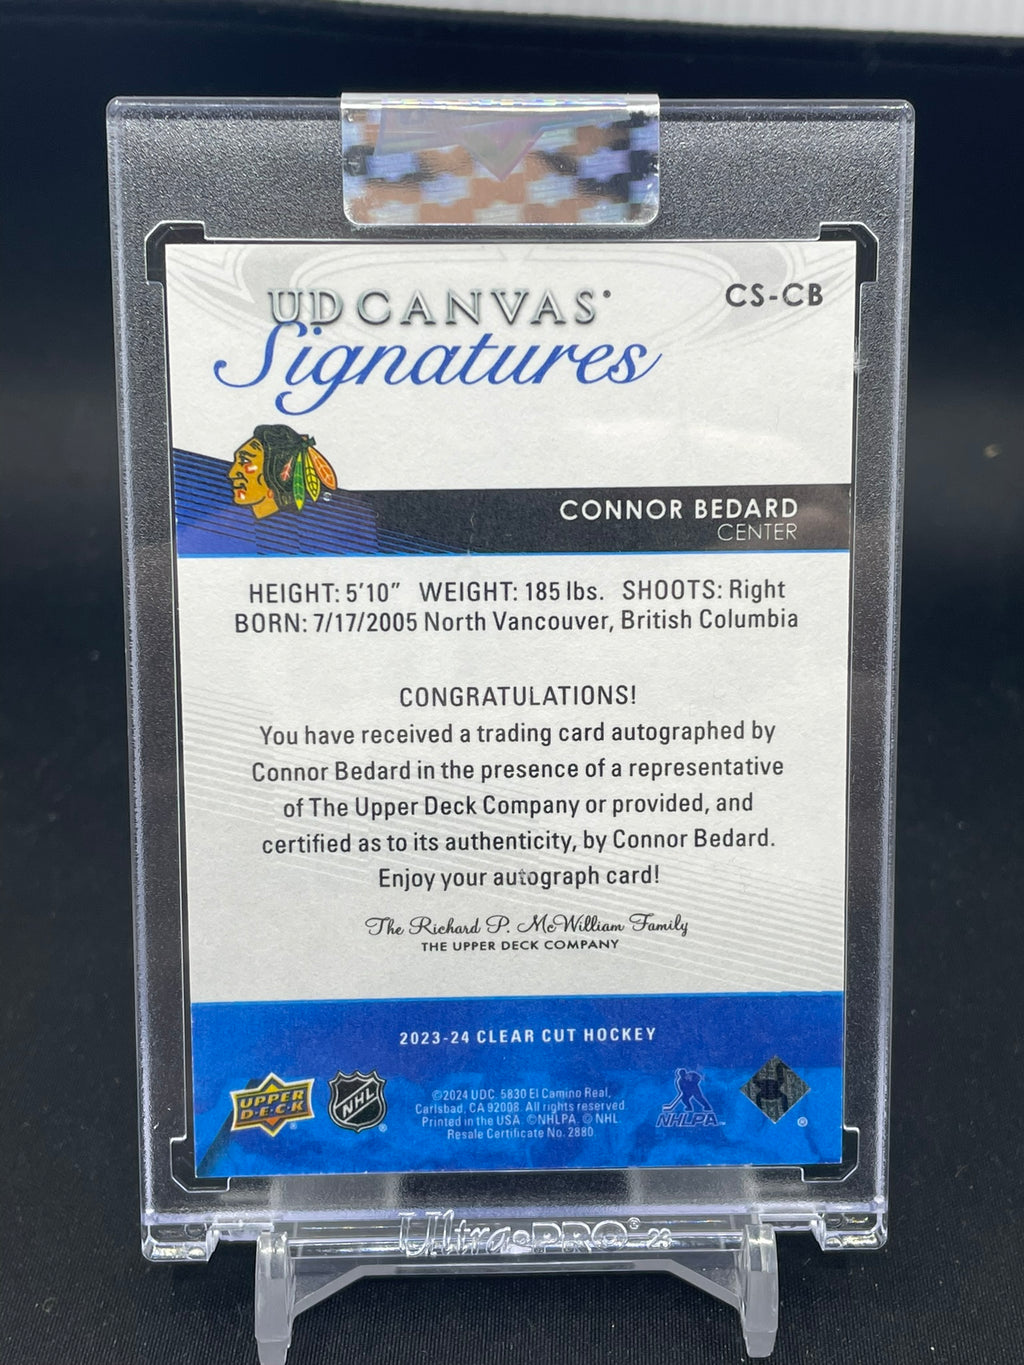 UD CANVAS
CS-CB
Signatures
CONNOR BEDARD
CENTER
HEIGHT: 5'10" WEIGHT: 185 lbs. SHOOTS: Right
BORN: 7/17/2005 North Vancouver, British Columbia
CONGRATULATIONS!
You have received a trading card autographed by
Connor Bedard in the presence of a representative
of The Upper Deck Company or provided, and
certified as to its authenticity, by Connor Bedard.
Enjoy your autograph card!
The Richard P. McWilliam Family
THE UPPER DECK COMPANY
2023-24 CLEAR CUT HOCKEY
UPPER
D·E·C·K
®
NHL
®
©2024 UDC. 5830 El Camino Real,
Carlsbad, CA 92008. All rights reserved.
Printed in the USA. ©NHLPA. © NHL.
Resale Certificate No. 2880.
NHLPA
®
Ultra·PRO®